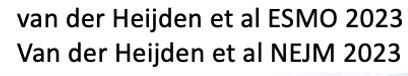 van der Heijden et al ESMO 2023
Van der Heijden et al NEJM 2023